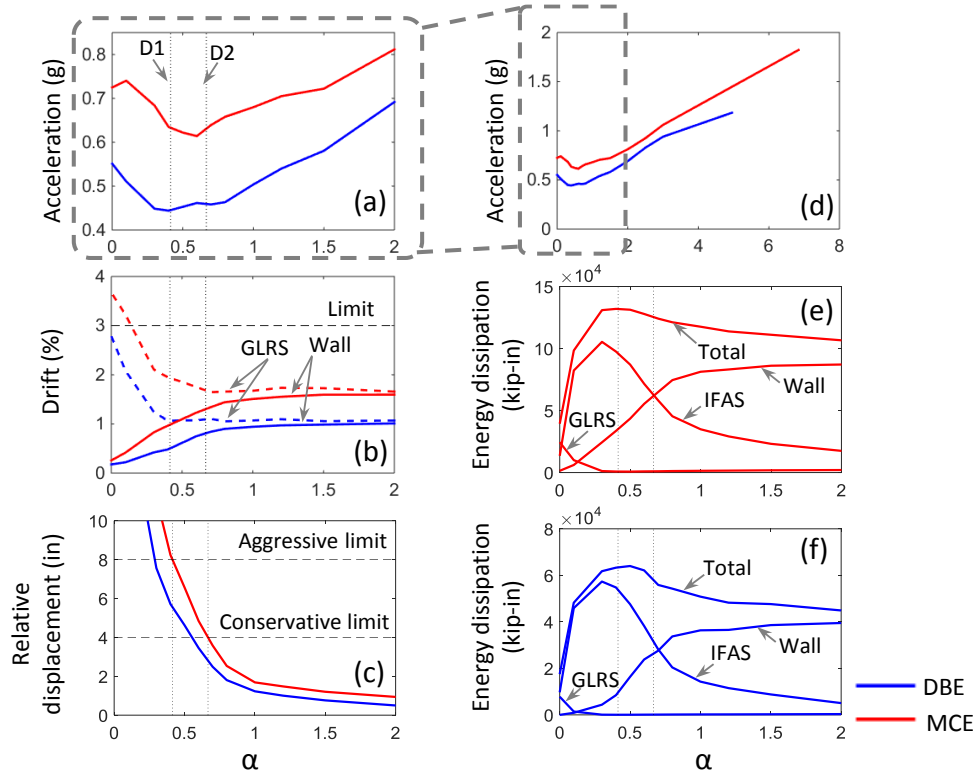 Acceleration (g)
0.8
0.7
0.6
0.5
0.4
0
0.5
1
1.5
2
D1
D2
(a)
Acceleration (g)
2
1.5
1
0.5
0
0
2
4
6
8
(d)
Drift (%)
4
3
2
1
0
0
0.5
1
1.5
2
Limit
GLRS
Wall
(b)
Energy dissipation
(kip-in)
×10⁴
15
10
5
0
0
0.5
1
1.5
2
(e)
Total
Wall
IFAS
GLRS
Relative
displacement (in)
10
8
6
4
2
0
0
0.5
1
1.5
2
Aggressive limit
Conservative limit
(c)
α
Energy dissipation
(kip-in)
×10⁴
8
6
4
2
0
0
0.5
1
1.5
2
(f)
Total
Wall
IFAS
GLRS
α
DBE
MCE